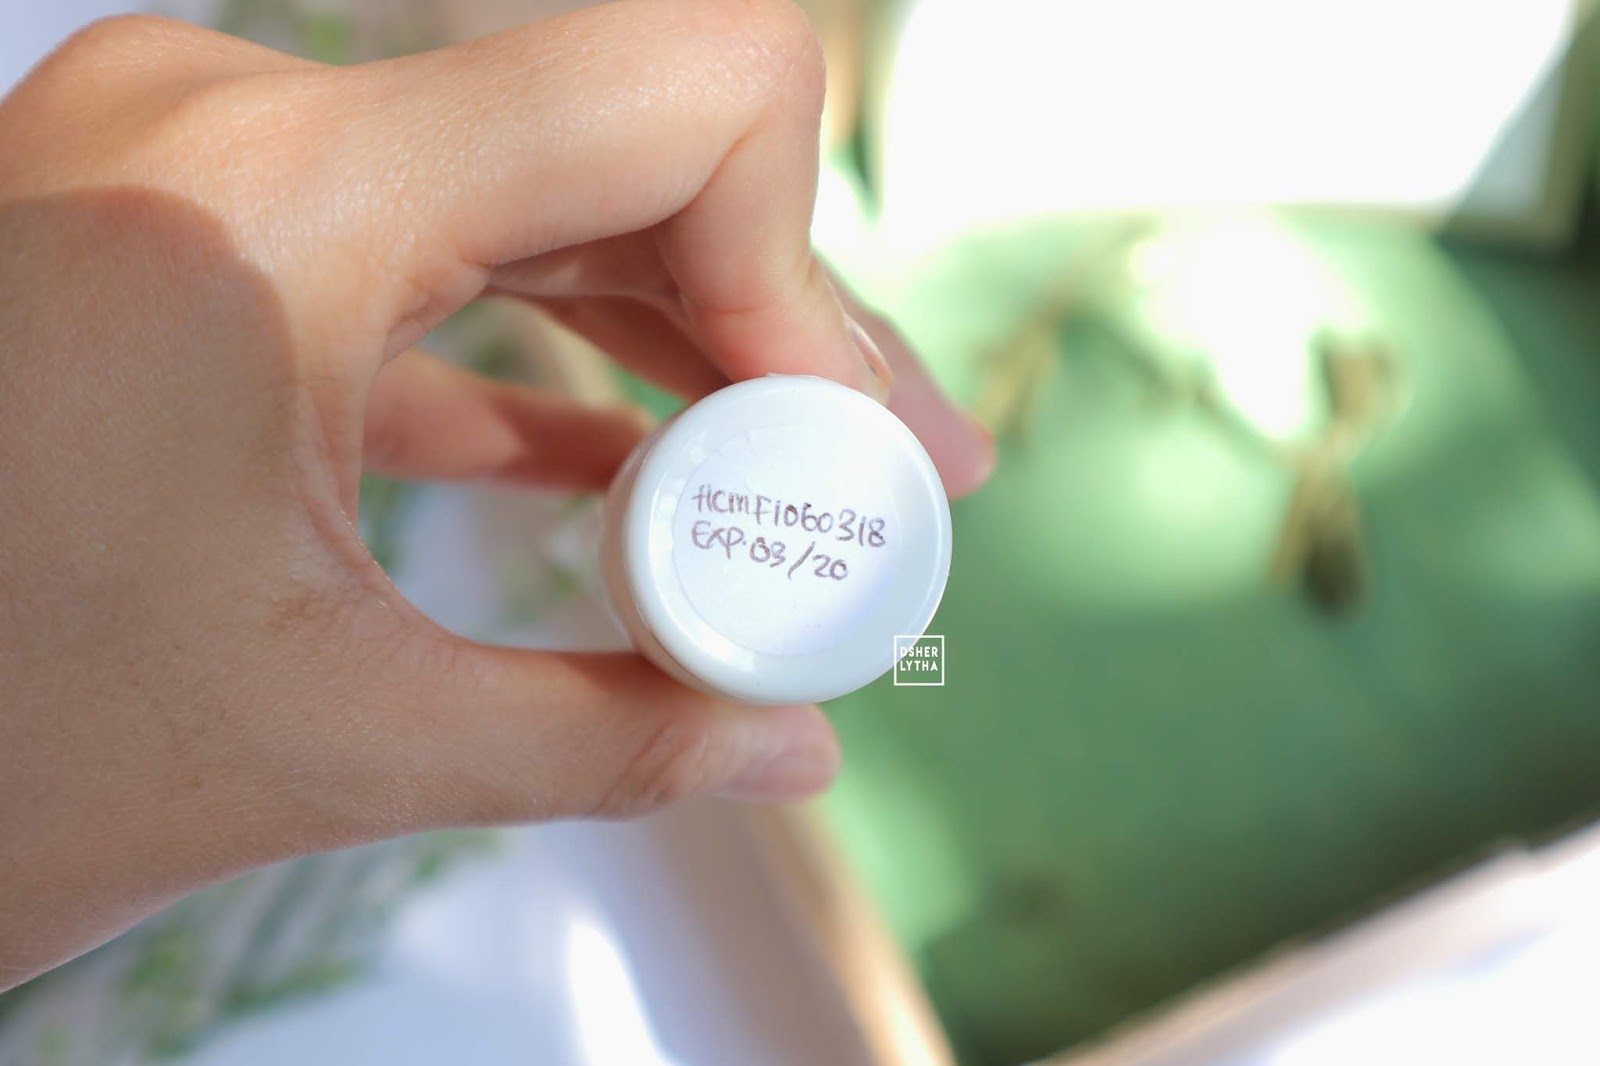 HCMF1060318
Exp. 03/20
DSHER
LYTHA